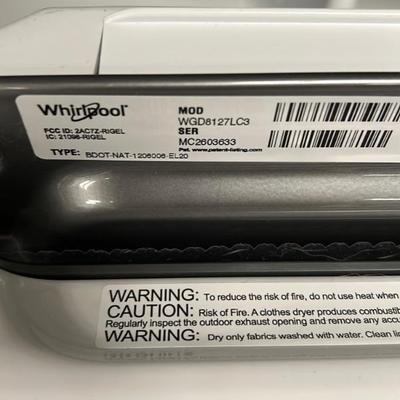 Whirlpool
MOD
WGD8127LC3
SER
MC2603633
Pat. www.patent-listing.com
FCC ID: 2AC7Z-RIGEL
IC: 21098-RIGEL
TYPE: BDOT-NAT-1206006-EL20
WARNING: To reduce the risk of fire, do not use heat when
CAUTION: Risk of Fire. A clothes dryer produces combustib
Regularly inspect the outdoor exhaust opening and remove any accu
WARNING: Dry only fabrics washed with water. Clean li